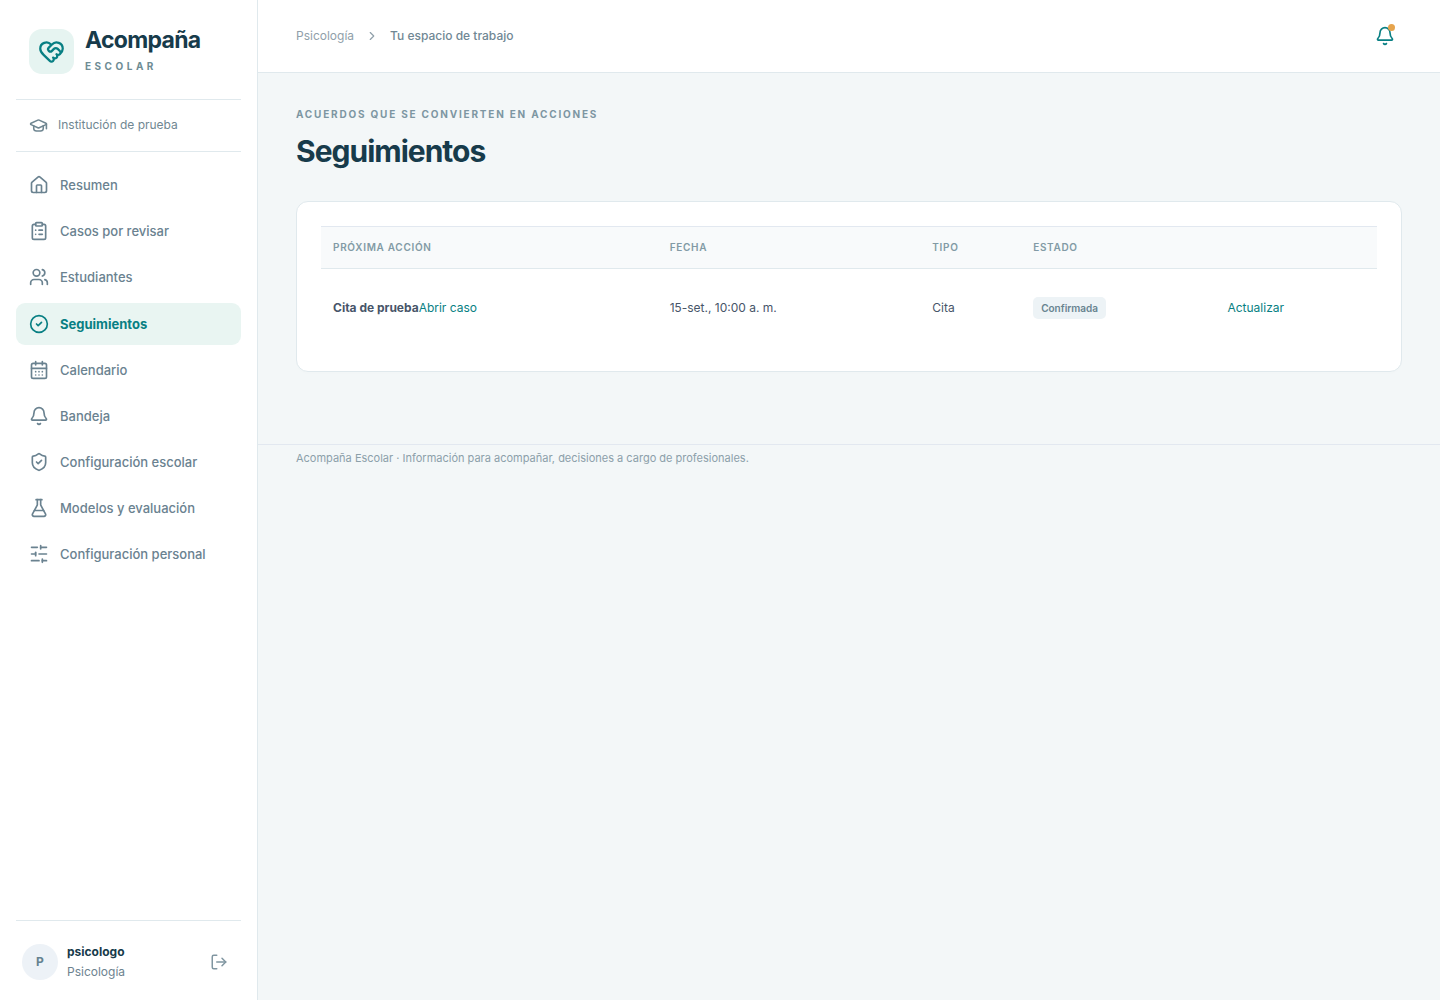 Acompaña
ESCOLAR
Institución de prueba
Resumen
Casos por revisar
Estudiantes
Seguimientos
Calendario
Bandeja
Configuración escolar
Modelos y evaluación
Configuración personal
P
psicologo
Psicología
Psicología > Tu espacio de trabajo
ACUERDOS QUE SE CONVIERTEN EN ACCIONES
Seguimientos
PRÓXIMA ACCIÓN FECHA TIPO ESTADO
Cita de pruebaAbrir caso 15-set., 10:00 a. m. Cita Confirmada Actualizar
Acompaña Escolar · Información para acompañar, decisiones a cargo de profesionales.